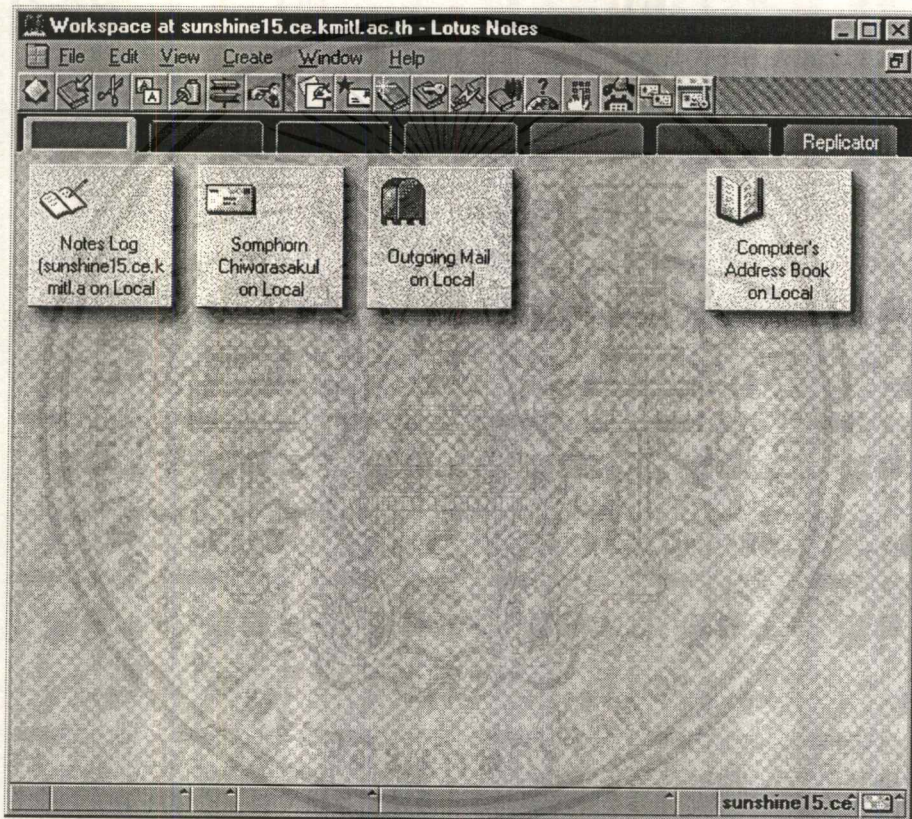 Workspace at sunshine15.ce.kmitl.ac.th - Lotus Notes
File Edit View Create Window Help
Replicator
Notes Log
(sunshine15.ce.k
mitl.a on Local
Somphorn
Chiworasakul
on Local
Outgoing Mail
on Local
Computer's
Address Book
on Local
sunshine15.ce.